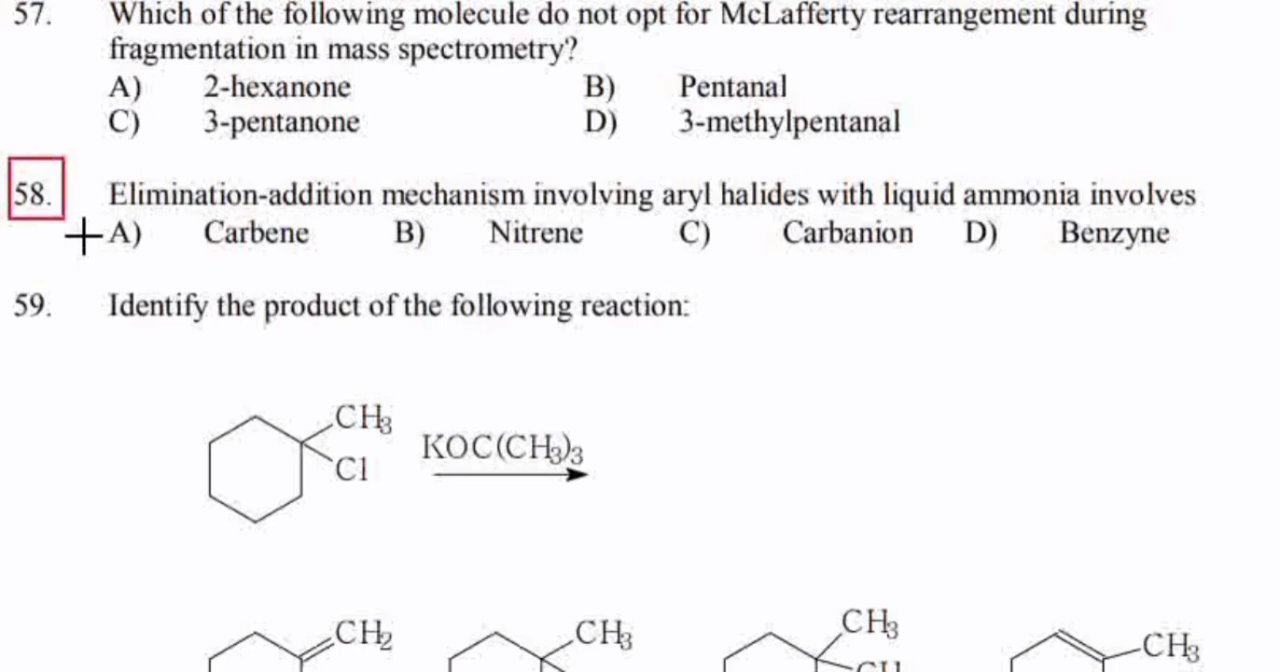 57. Which of the following molecule do not opt for McLafferty rearrangement during
fragmentation in mass spectrometry?
A) 2-hexanone B) Pentanal
C) 3-pentanone D) 3-methylpentanal
58. Elimination-addition mechanism involving aryl halides with liquid ammonia involves
A) Carbene B) Nitrene C) Carbanion D) Benzyne
59. Identify the product of the following reaction:
CH3
KOC(CH3)3
Cl
CH2 CH3 CH3 CH3